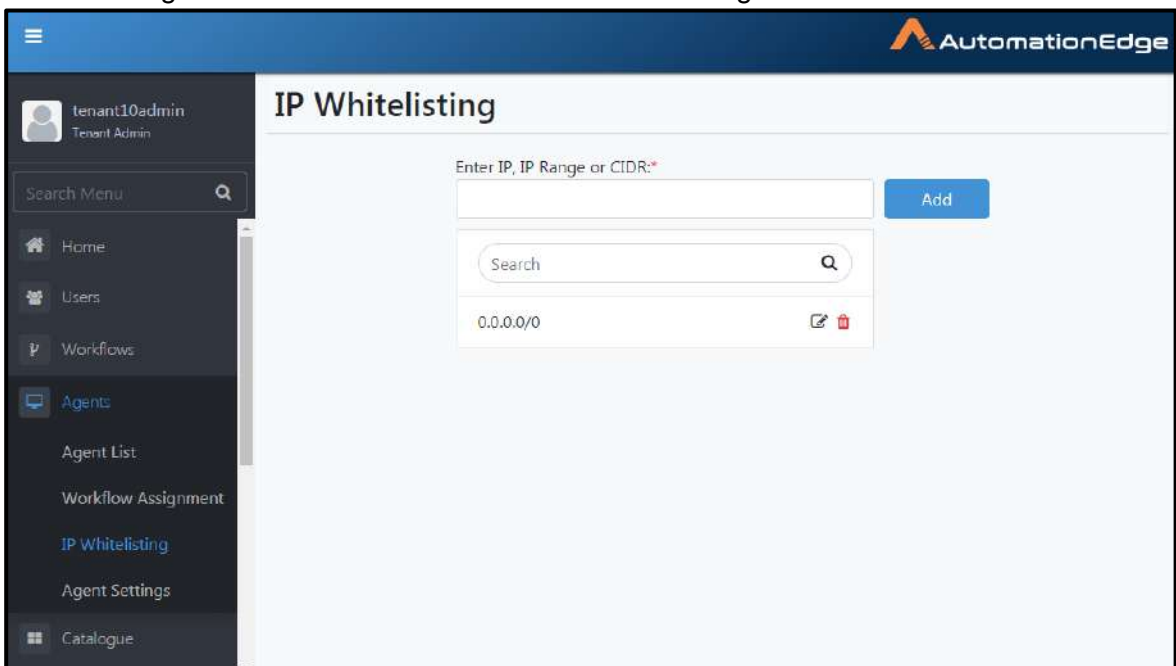 AutomationEdge
tenant10admin
Tenant Admin
Search Menu
Home
Users
Workflows
Agents
Agent List
Workflow Assignment
IP Whitelisting
Agent Settings
Catalogue
IP Whitelisting
Enter IP, IP Range or CIDR:*
Add
Search
0.0.0.0/0